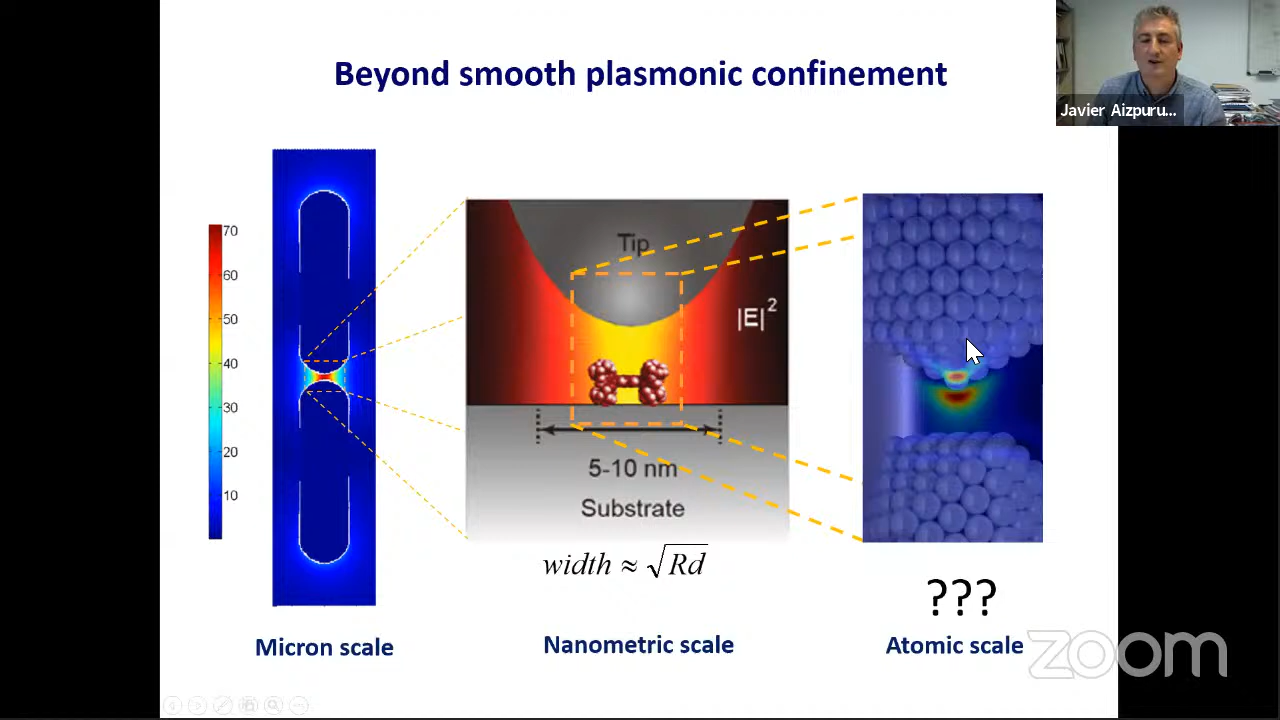 Beyond smooth plasmonic confinement
Javier Aizpuru...
70
60
50
40
30
20
10
Tip
|E|²
5-10 nm
Substrate
width ≈ √Rd
???
Micron scale
Nanometric scale
Atomic scale
zoom